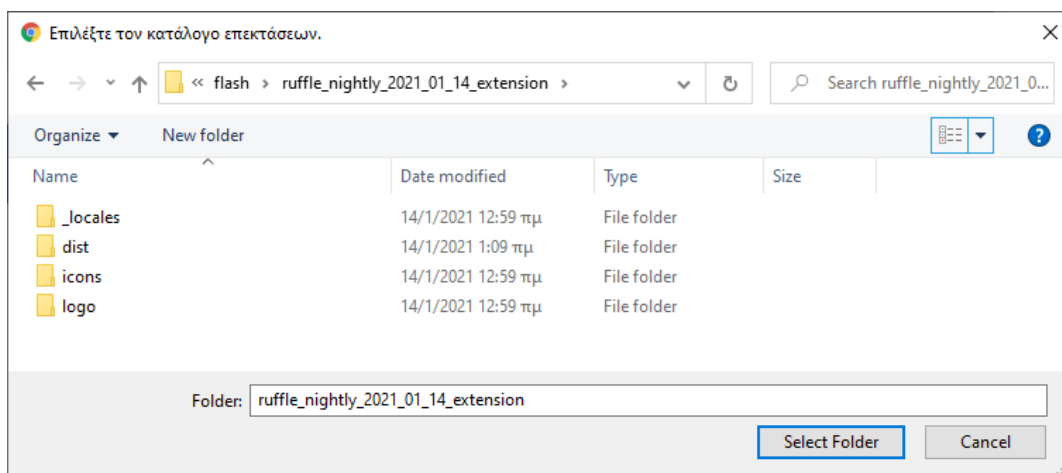 Επιλέξτε τον κατάλογο επεκτάσεων.
« flash › ruffle_nightly_2021_01_14_extension › Search ruffle_nightly_2021_0...
Organize New folder ?
Name Date modified Type Size
_locales 14/1/2021 12:59 πμ File folder
dist 14/1/2021 1:09 πμ File folder
icons 14/1/2021 12:59 πμ File folder
logo 14/1/2021 12:59 πμ File folder
Folder: ruffle_nightly_2021_01_14_extension
Select Folder Cancel